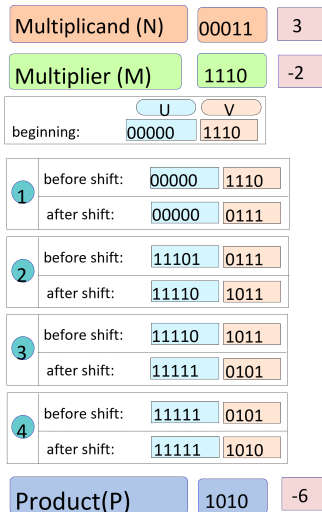 Multiplicand (N) 00011 3
Multiplier (M) 1110 -2
U V
beginning: 00000 1110
1
before shift: 00000 1110
after shift: 00000 0111
2
before shift: 11101 0111
after shift: 11110 1011
3
before shift: 11110 1011
after shift: 11111 0101
4
before shift: 11111 0101
after shift: 11111 1010
Product(P) 1010 -6